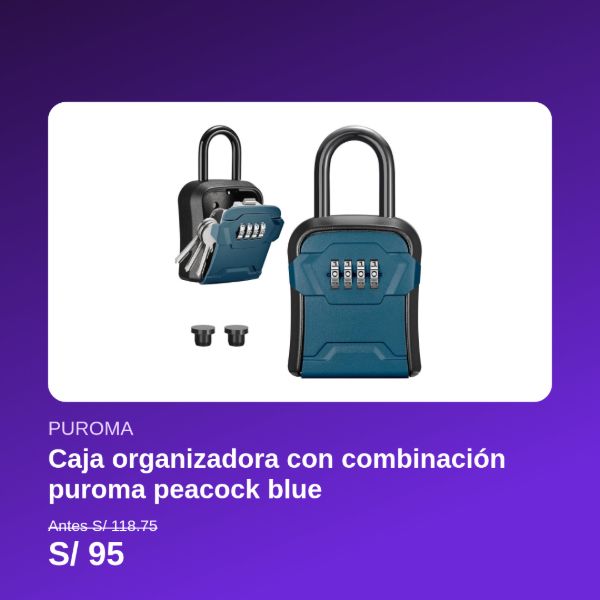 PUROMA
Caja organizadora con combinación
puroma peacock blue
Antes S/ 118.75
S/ 95